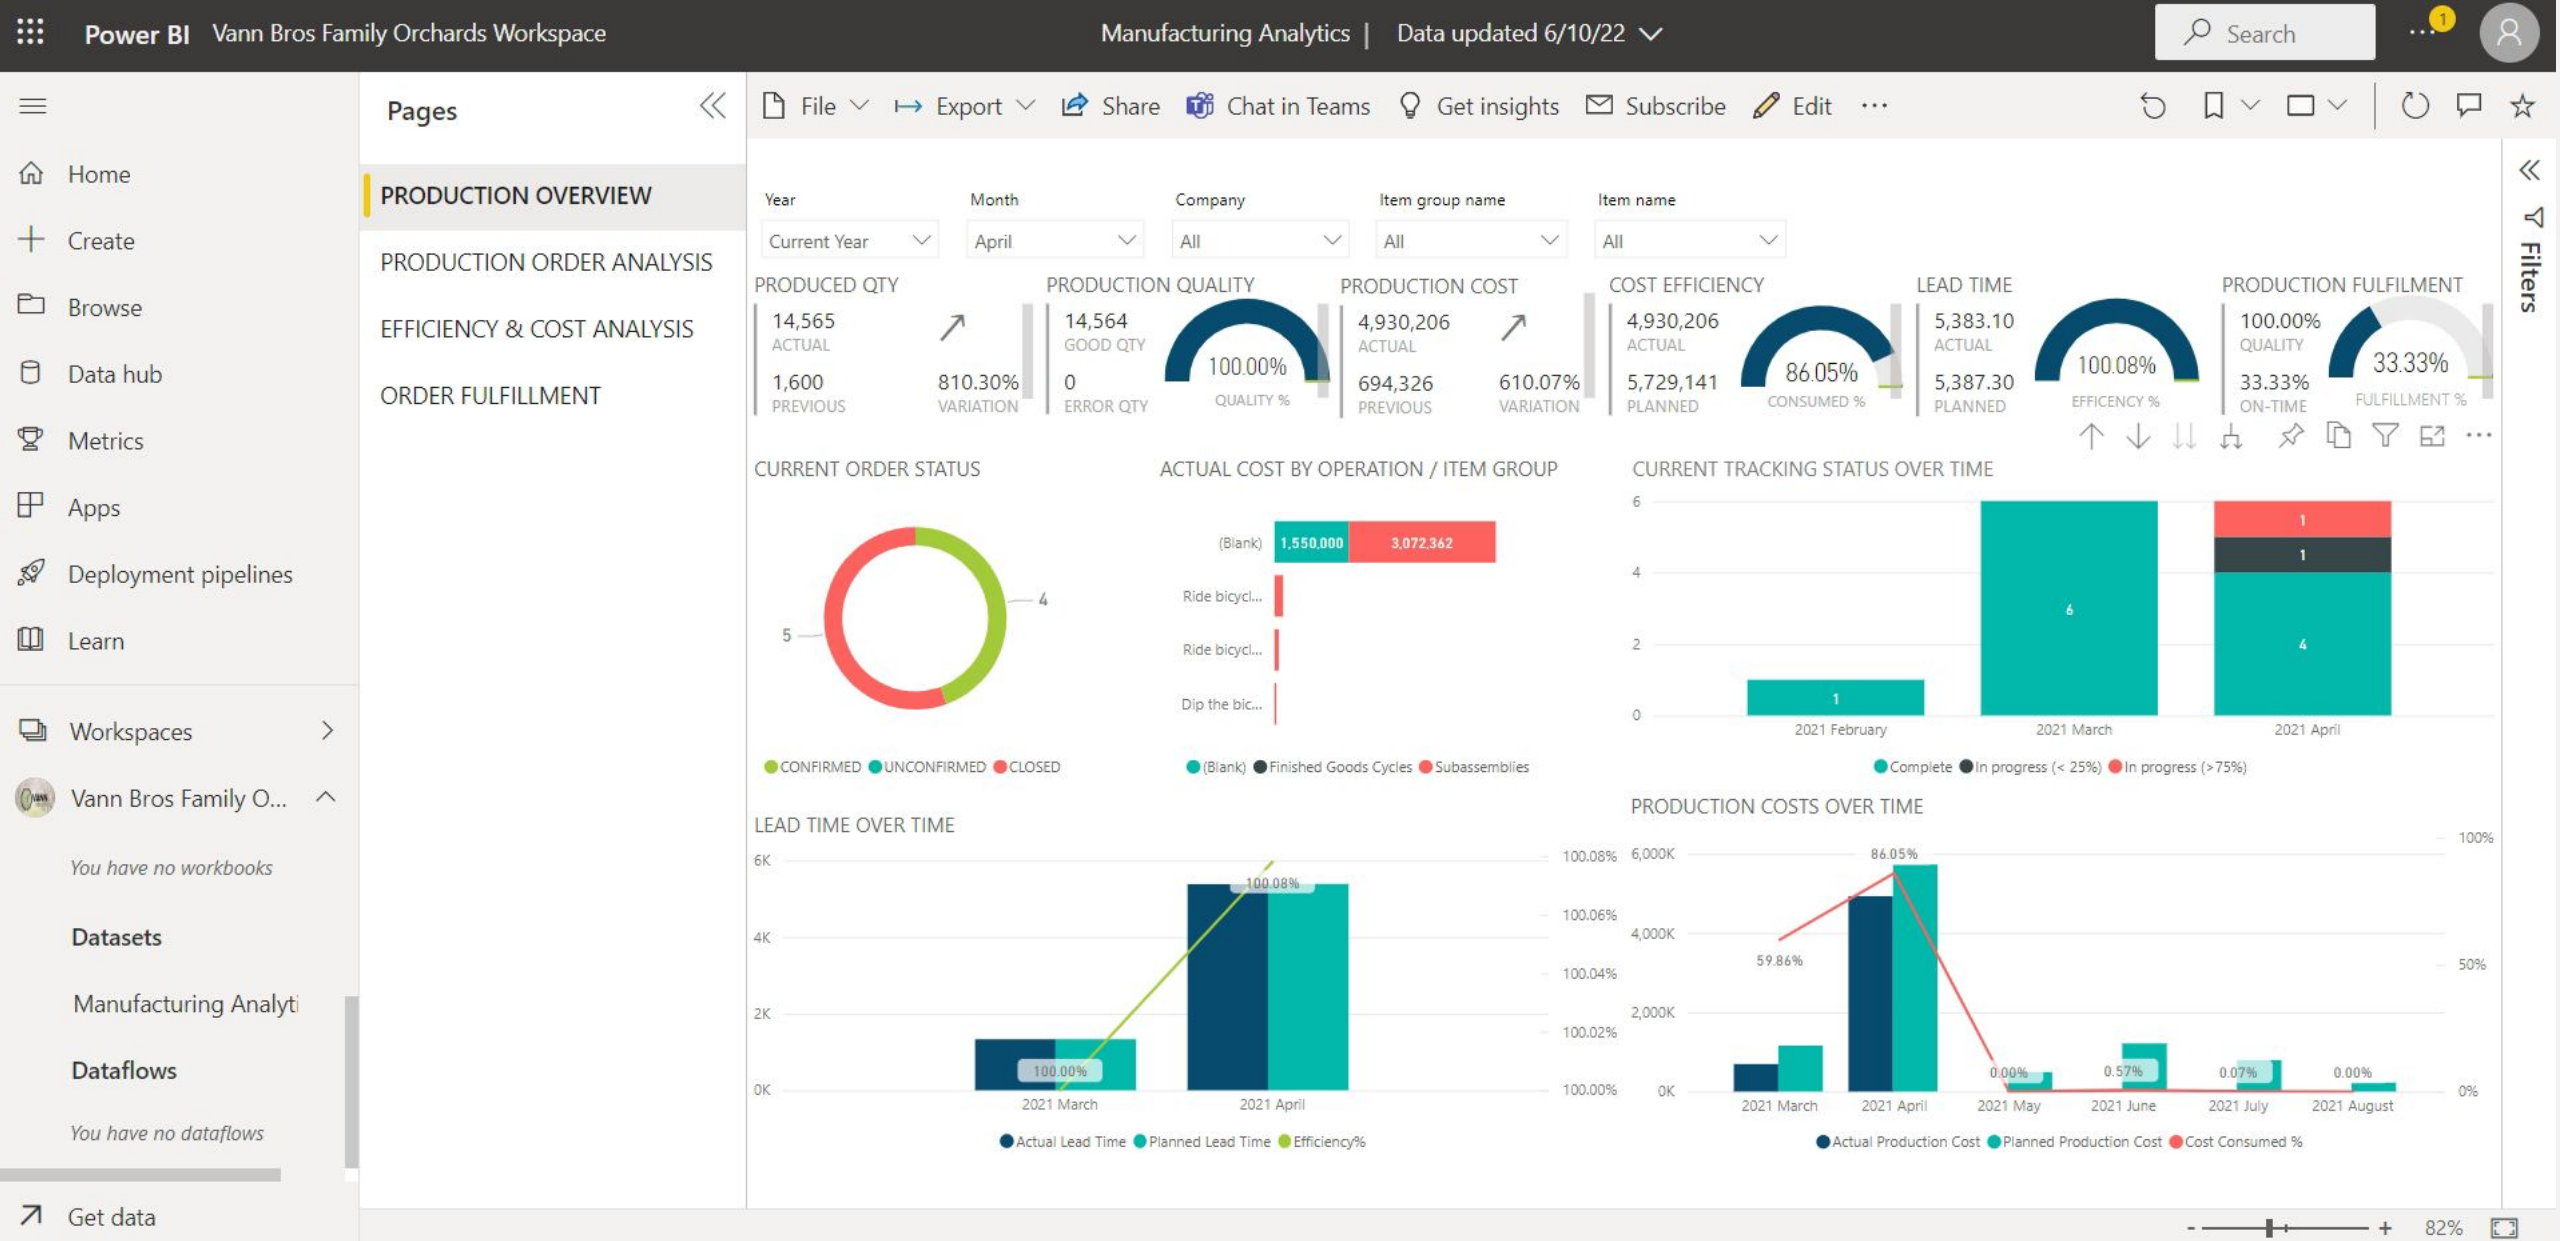 Power BI Vann Bros Family Orchards Workspace
Manufacturing Analytics | Data updated 6/10/22
Search
1
Home
Create
Browse
Data hub
Metrics
Apps
Deployment pipelines
Learn
Workspaces
Vann Bros Family O...
You have no workbooks
Datasets
Manufacturing Analyti
Dataflows
You have no dataflows
Get data
Pages
PRODUCTION OVERVIEW
PRODUCTION ORDER ANALYSIS
EFFICIENCY & COST ANALYSIS
ORDER FULFILLMENT
File Export Share Chat in Teams Get insights Subscribe Edit ...
Filters
Year Month Company Item group name Item name
Current Year April All All All
PRODUCED QTY
14,565
ACTUAL
1,600 810.30%
PREVIOUS VARIATION
PRODUCTION QUALITY
14,564
GOOD QTY
0
ERROR QTY
100.00%
QUALITY %
PRODUCTION COST
4,930,206
ACTUAL
694,326 610.07%
PREVIOUS VARIATION
COST EFFICIENCY
4,930,206
ACTUAL
5,729,141
PLANNED
86.05%
CONSUMED %
LEAD TIME
5,383.10
ACTUAL
5,387.30
PLANNED
100.08%
EFFICENCY %
PRODUCTION FULFILMENT
100.00%
QUALITY
33.33%
ON-TIME
33.33%
FULFILLMENT %
CURRENT ORDER STATUS
4
5
CONFIRMED UNCONFIRMED CLOSED
ACTUAL COST BY OPERATION / ITEM GROUP
(Blank) 1,550,000 3,072,362
Ride bicycl...
Ride bicycl...
Dip the bic...
(Blank) Finished Goods Cycles Subassemblies
CURRENT TRACKING STATUS OVER TIME
6
4
2
0
1
6
1
1
4
2021 February 2021 March 2021 April
Complete In progress (< 25%) In progress (>75%)
LEAD TIME OVER TIME
6K
4K
2K
0K
100.08%
100.06%
100.04%
100.02%
100.00%
100.00%
100.08%
2021 March 2021 April
Actual Lead Time Planned Lead Time Efficiency%
PRODUCTION COSTS OVER TIME
6,000K
4,000K
2,000K
0K
100%
50%
0%
59.86% 86.05% 0.00% 0.57% 0.07% 0.00%
2021 March 2021 April 2021 May 2021 June 2021 July 2021 August
Actual Production Cost Planned Production Cost Cost Consumed %
- + 82%